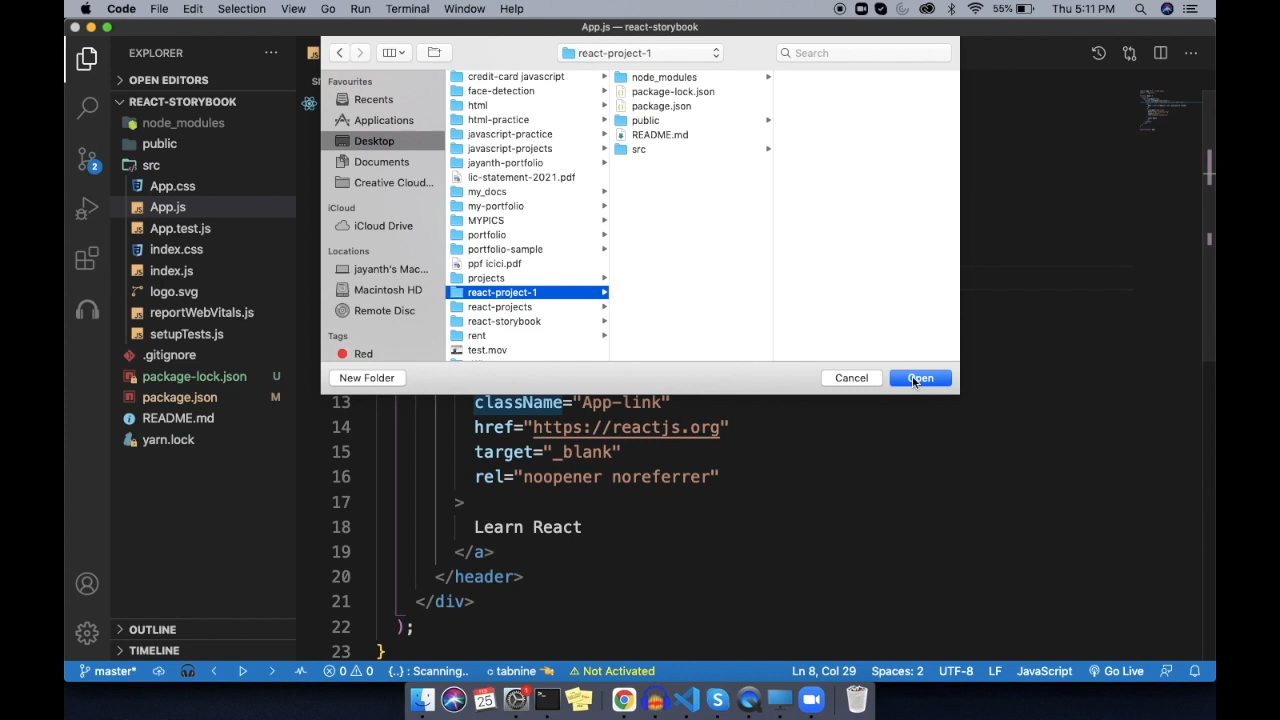 Code File Edit Selection View Go Run Terminal Window Help 55% Thu 5:11 PM
App.js — react-storybook
EXPLORER
OPEN EDITORS
REACT-STORYBOOK
node_modules
public
src
App.css
App.js
App.test.js
index.css
index.js
logo.svg
reportWebVitals.js
setupTests.js
.gitignore
package-lock.json U
package.json M
README.md
yarn.lock
OUTLINE
TIMELINE
2
react-project-1
Search
Favourites
Recents
Applications
Desktop
Documents
Creative Cloud...
iCloud
iCloud Drive
Locations
jayanth's Mac...
Macintosh HD
Remote Disc
Tags
Red
credit-card javascript
face-detection
html
html-practice
javascript-practice
javascript-projects
jayanth-portfolio
lic-statement-2021.pdf
my_docs
my-portfolio
MYPICS
portfolio
portfolio-sample
ppf icici.pdf
projects
react-project-1
react-projects
react-storybook
rent
test.mov
node_modules
package-lock.json
package.json
public
README.md
src
New Folder
Cancel
Open
13 className="App-link"
14 href="https://reactjs.org"
15 target="_blank"
16 rel="noopener noreferrer"
17 >
18 Learn React
19 </a>
20 </header>
21 </div>
22 );
23 }
master* 0 0 {..} : Scanning.. tabnine Not Activated Ln 8, Col 29 Spaces: 2 UTF-8 LF JavaScript Go Live
FEB 25 1